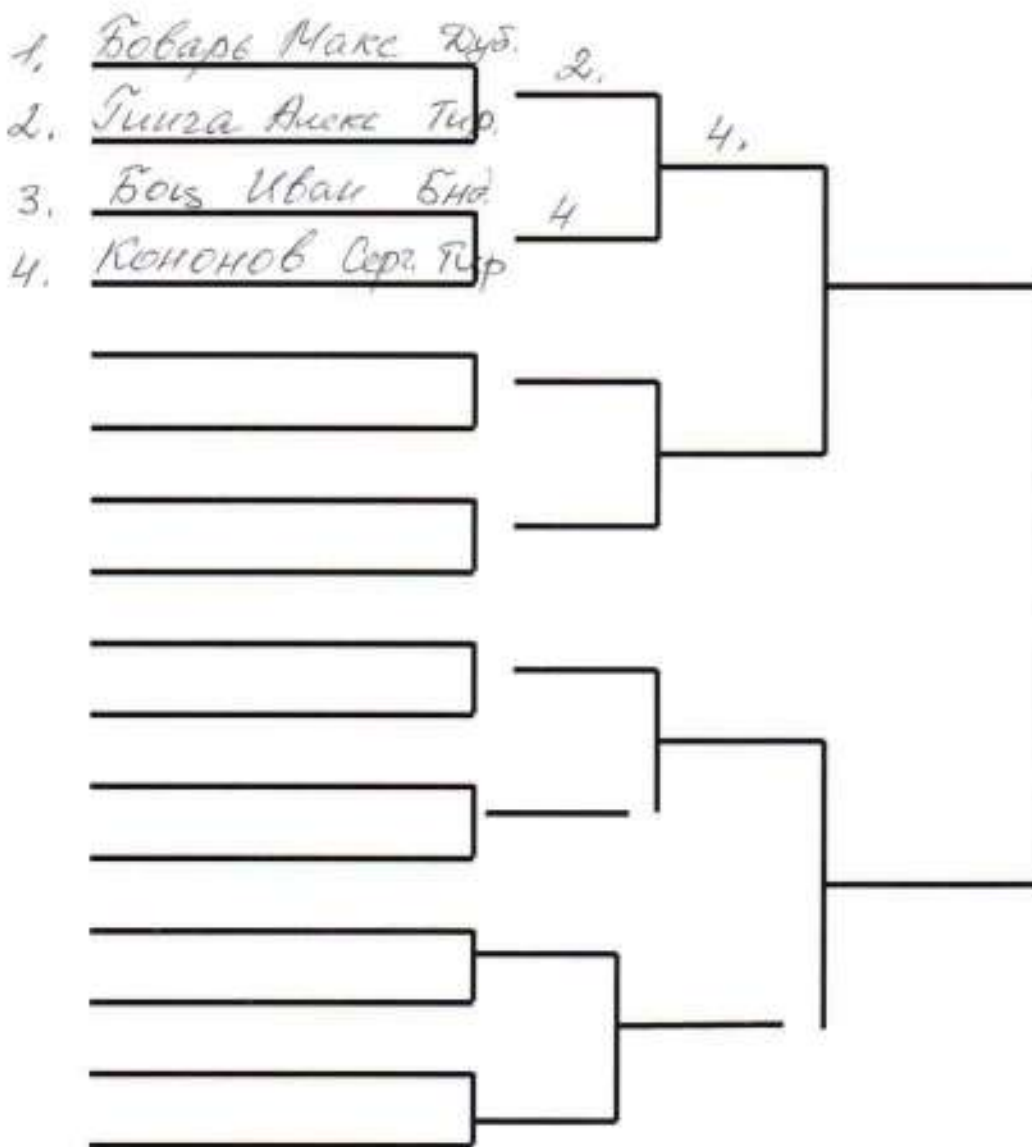 1. Боварь Макс Дуб.
2. Гинга Алекс Тир.
3. Боц Иван Бнд.
4. Кононов Серг. Тир
2.
4
4.